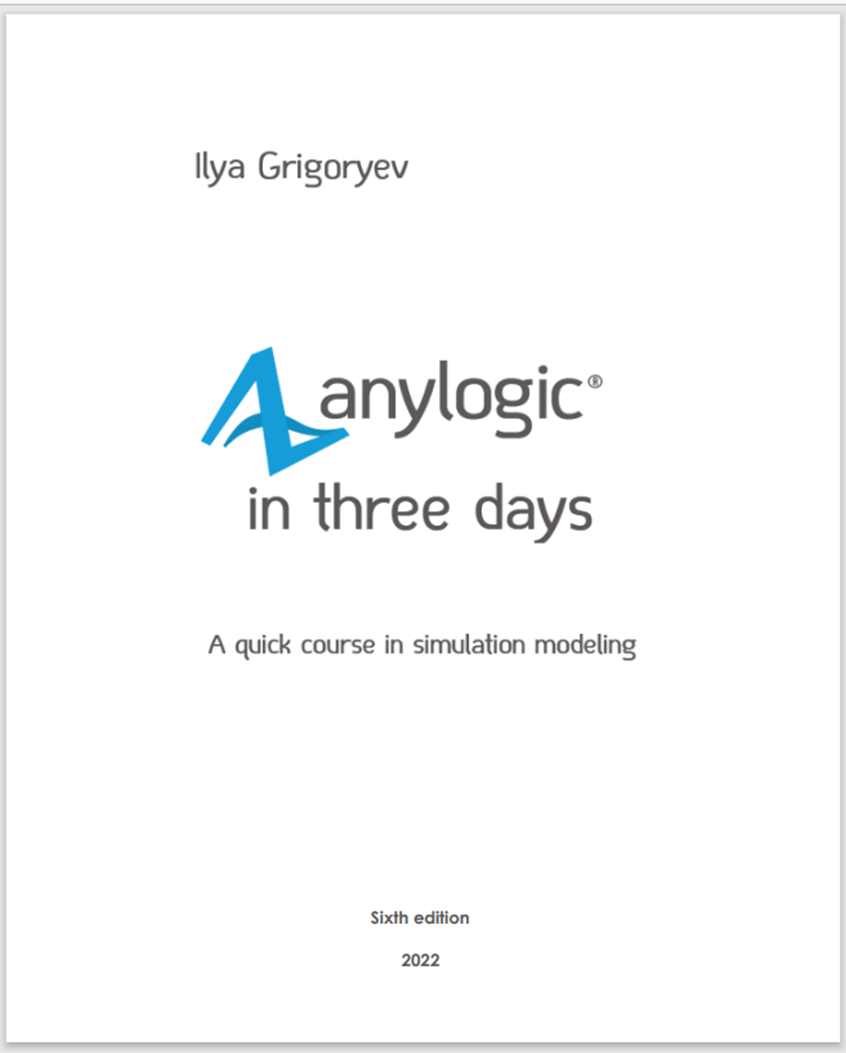 Ilya Grigoryev
anylogic®
in three days
A quick course in simulation modeling
Sixth edition
2022